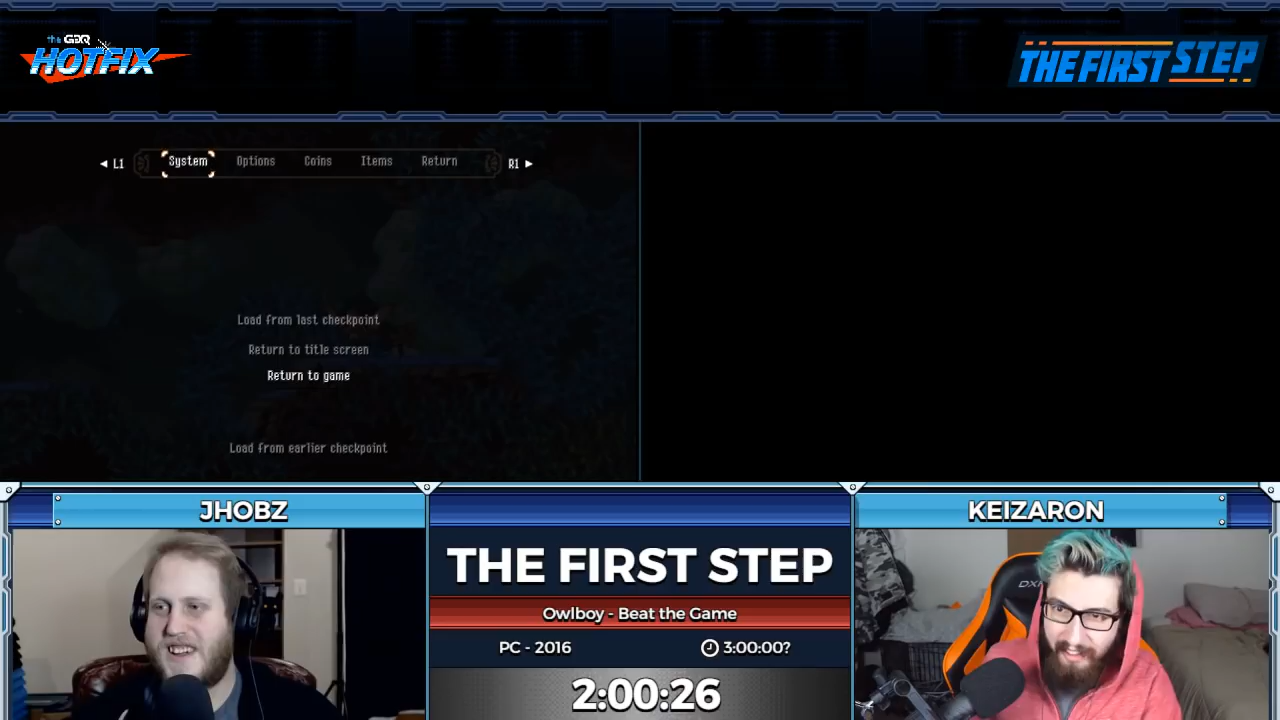 the GDQ
HOTFIX
THE FIRST STEP
◄ L1 System Options Coins Items Return R1 ►
Load from last checkpoint
Return to title screen
Return to game
Load from earlier checkpoint
JHOBZ
KEIZARON
THE FIRST STEP
Owlboy - Beat the Game
PC - 2016
3:00:00?
2:00:26